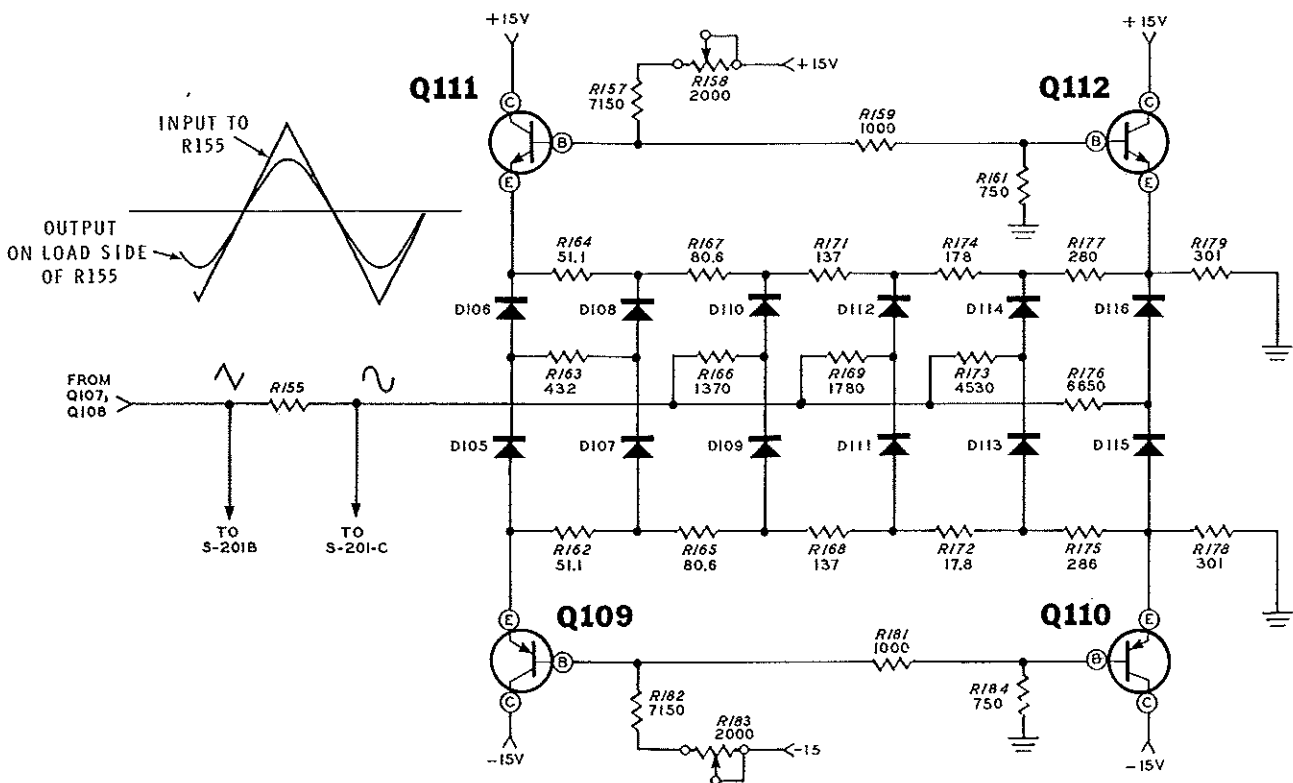 +15V
+15V
Q111
Q112
R157
7150
R158
2000
+15V
R159
1000
R161
750
C
B
E
C
B
E
INPUT TO
R155
OUTPUT
ON LOAD SIDE
OF R155
R164
51.1
R167
80.6
R171
137
R174
178
R177
280
R179
301
D106
D108
D110
D112
D114
D116
R163
432
R166
1370
R169
1780
R173
4530
R176
6650
FROM
Q107,
Q108
R155
D105
D107
D109
D111
D113
D115
TO
S-201B
TO
S-201-C
R162
51.1
R165
80.6
R168
137
R172
17.8
R175
286
R178
301
Q109
Q110
E
B
C
E
B
C
R181
1000
R182
7150
R183
2000
-15
R184
750
-15V
-15V